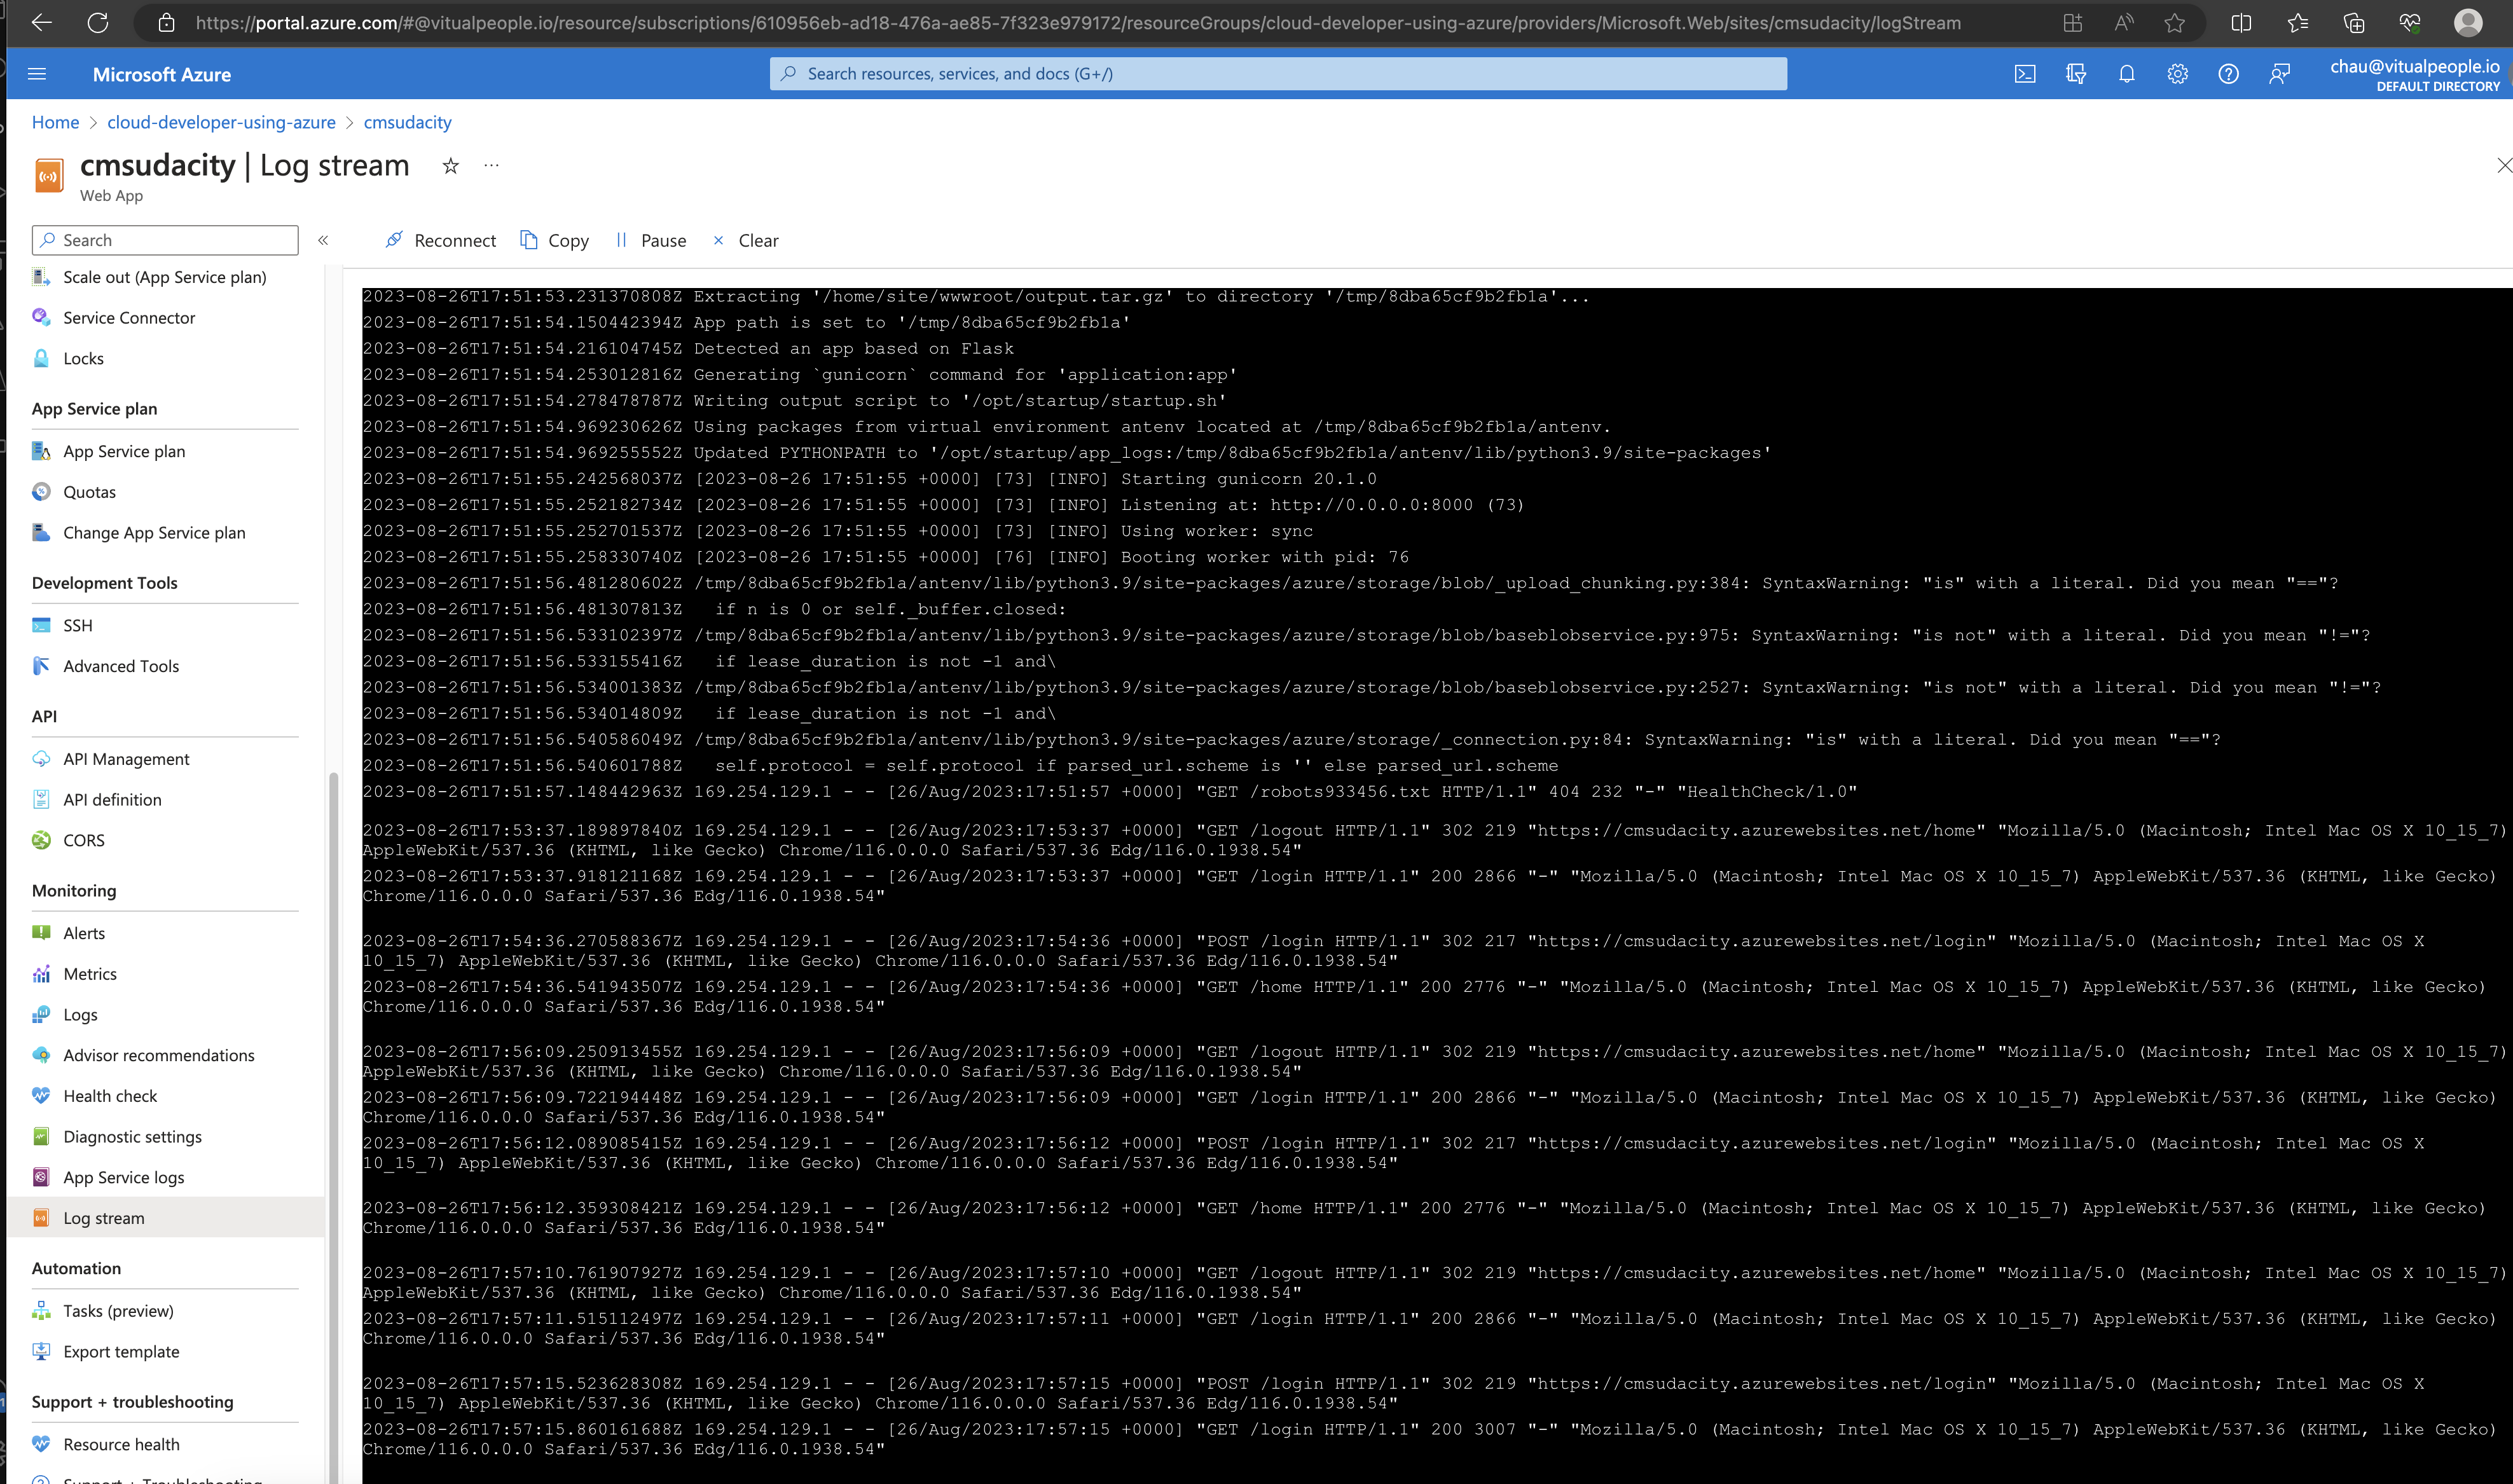 https://portal.azure.com/#@vitualpeople.io/resource/subscriptions/610956eb-ad18-476a-ae85-7f323e979172/resourceGroups/cloud-developer-using-azure/providers/Microsoft.Web/sites/cmsudacity/logStream
Microsoft Azure
Search resources, services, and docs (G+/)
chau@vitualpeople.io
DEFAULT DIRECTORY
Home > cloud-developer-using-azure > cmsudacity
cmsudacity | Log stream
Web App
Search
Reconnect Copy Pause Clear
Scale out (App Service plan)
Service Connector
Locks
App Service plan
App Service plan
Quotas
Change App Service plan
Development Tools
SSH
Advanced Tools
API
API Management
API definition
CORS
Monitoring
Alerts
Metrics
Logs
Advisor recommendations
Health check
Diagnostic settings
App Service logs
Log stream
Automation
Tasks (preview)
Export template
Support + troubleshooting
Resource health
Support + Troubleshooting
2023-08-26T17:51:53.231370808Z Extracting '/home/site/wwwroot/output.tar.gz' to directory '/tmp/8dba65cf9b2fb1a'...
2023-08-26T17:51:54.150442394Z App path is set to '/tmp/8dba65cf9b2fb1a'
2023-08-26T17:51:54.216104745Z Detected an app based on Flask
2023-08-26T17:51:54.253012816Z Generating `gunicorn` command for 'application:app'
2023-08-26T17:51:54.278478787Z Writing output script to '/opt/startup/startup.sh'
2023-08-26T17:51:54.969230626Z Using packages from virtual environment antenv located at /tmp/8dba65cf9b2fb1a/antenv.
2023-08-26T17:51:54.969255552Z Updated PYTHONPATH to '/opt/startup/app_logs:/tmp/8dba65cf9b2fb1a/antenv/lib/python3.9/site-packages'
2023-08-26T17:51:55.242568037Z [2023-08-26 17:51:55 +0000] [73] [INFO] Starting gunicorn 20.1.0
2023-08-26T17:51:55.252182734Z [2023-08-26 17:51:55 +0000] [73] [INFO] Listening at: http://0.0.0.0:8000 (73)
2023-08-26T17:51:55.252701537Z [2023-08-26 17:51:55 +0000] [73] [INFO] Using worker: sync
2023-08-26T17:51:55.258330740Z [2023-08-26 17:51:55 +0000] [76] [INFO] Booting worker with pid: 76
2023-08-26T17:51:56.481280602Z /tmp/8dba65cf9b2fb1a/antenv/lib/python3.9/site-packages/azure/storage/blob/_upload_chunking.py:384: SyntaxWarning: "is" with a literal. Did you mean "=="?
2023-08-26T17:51:56.481307813Z   if n is 0 or self._buffer.closed:
2023-08-26T17:51:56.533102397Z /tmp/8dba65cf9b2fb1a/antenv/lib/python3.9/site-packages/azure/storage/blob/baseblobservice.py:975: SyntaxWarning: "is not" with a literal. Did you mean "!="?
2023-08-26T17:51:56.533155416Z   if lease_duration is not -1 and\
2023-08-26T17:51:56.534001383Z /tmp/8dba65cf9b2fb1a/antenv/lib/python3.9/site-packages/azure/storage/blob/baseblobservice.py:2527: SyntaxWarning: "is not" with a literal. Did you mean "!="?
2023-08-26T17:51:56.534014809Z   if lease_duration is not -1 and\
2023-08-26T17:51:56.540586049Z /tmp/8dba65cf9b2fb1a/antenv/lib/python3.9/site-packages/azure/storage/_connection.py:84: SyntaxWarning: "is" with a literal. Did you mean "=="?
2023-08-26T17:51:56.540601788Z   self.protocol = self.protocol if parsed_url.scheme is '' else parsed_url.scheme
2023-08-26T17:51:57.148442963Z 169.254.129.1 - - [26/Aug/2023:17:51:57 +0000] "GET /robots933456.txt HTTP/1.1" 404 232 "-" "HealthCheck/1.0"
2023-08-26T17:53:37.189897840Z 169.254.129.1 - - [26/Aug/2023:17:53:37 +0000] "GET /logout HTTP/1.1" 302 219 "https://cmsudacity.azurewebsites.net/home" "Mozilla/5.0 (Macintosh; Intel Mac OS X 10_15_7)
AppleWebKit/537.36 (KHTML, like Gecko) Chrome/116.0.0.0 Safari/537.36 Edg/116.0.1938.54"
2023-08-26T17:53:37.918121168Z 169.254.129.1 - - [26/Aug/2023:17:53:37 +0000] "GET /login HTTP/1.1" 200 2866 "-" "Mozilla/5.0 (Macintosh; Intel Mac OS X 10_15_7) AppleWebKit/537.36 (KHTML, like Gecko)
Chrome/116.0.0.0 Safari/537.36 Edg/116.0.1938.54"
2023-08-26T17:54:36.270588367Z 169.254.129.1 - - [26/Aug/2023:17:54:36 +0000] "POST /login HTTP/1.1" 302 217 "https://cmsudacity.azurewebsites.net/login" "Mozilla/5.0 (Macintosh; Intel Mac OS X
10_15_7) AppleWebKit/537.36 (KHTML, like Gecko) Chrome/116.0.0.0 Safari/537.36 Edg/116.0.1938.54"
2023-08-26T17:54:36.541943507Z 169.254.129.1 - - [26/Aug/2023:17:54:36 +0000] "GET /home HTTP/1.1" 200 2776 "-" "Mozilla/5.0 (Macintosh; Intel Mac OS X 10_15_7) AppleWebKit/537.36 (KHTML, like Gecko)
Chrome/116.0.0.0 Safari/537.36 Edg/116.0.1938.54"
2023-08-26T17:56:09.250913455Z 169.254.129.1 - - [26/Aug/2023:17:56:09 +0000] "GET /logout HTTP/1.1" 302 219 "https://cmsudacity.azurewebsites.net/home" "Mozilla/5.0 (Macintosh; Intel Mac OS X 10_15_7)
AppleWebKit/537.36 (KHTML, like Gecko) Chrome/116.0.0.0 Safari/537.36 Edg/116.0.1938.54"
2023-08-26T17:56:09.722194448Z 169.254.129.1 - - [26/Aug/2023:17:56:09 +0000] "GET /login HTTP/1.1" 200 2866 "-" "Mozilla/5.0 (Macintosh; Intel Mac OS X 10_15_7) AppleWebKit/537.36 (KHTML, like Gecko)
Chrome/116.0.0.0 Safari/537.36 Edg/116.0.1938.54"
2023-08-26T17:56:12.089085415Z 169.254.129.1 - - [26/Aug/2023:17:56:12 +0000] "POST /login HTTP/1.1" 302 217 "https://cmsudacity.azurewebsites.net/login" "Mozilla/5.0 (Macintosh; Intel Mac OS X
10_15_7) AppleWebKit/537.36 (KHTML, like Gecko) Chrome/116.0.0.0 Safari/537.36 Edg/116.0.1938.54"
2023-08-26T17:56:12.359308421Z 169.254.129.1 - - [26/Aug/2023:17:56:12 +0000] "GET /home HTTP/1.1" 200 2776 "-" "Mozilla/5.0 (Macintosh; Intel Mac OS X 10_15_7) AppleWebKit/537.36 (KHTML, like Gecko)
Chrome/116.0.0.0 Safari/537.36 Edg/116.0.1938.54"
2023-08-26T17:57:10.761907927Z 169.254.129.1 - - [26/Aug/2023:17:57:10 +0000] "GET /logout HTTP/1.1" 302 219 "https://cmsudacity.azurewebsites.net/home" "Mozilla/5.0 (Macintosh; Intel Mac OS X 10_15_7)
AppleWebKit/537.36 (KHTML, like Gecko) Chrome/116.0.0.0 Safari/537.36 Edg/116.0.1938.54"
2023-08-26T17:57:11.515112497Z 169.254.129.1 - - [26/Aug/2023:17:57:11 +0000] "GET /login HTTP/1.1" 200 2866 "-" "Mozilla/5.0 (Macintosh; Intel Mac OS X 10_15_7) AppleWebKit/537.36 (KHTML, like Gecko)
Chrome/116.0.0.0 Safari/537.36 Edg/116.0.1938.54"
2023-08-26T17:57:15.523628308Z 169.254.129.1 - - [26/Aug/2023:17:57:15 +0000] "POST /login HTTP/1.1" 302 219 "https://cmsudacity.azurewebsites.net/login" "Mozilla/5.0 (Macintosh; Intel Mac OS X
10_15_7) AppleWebKit/537.36 (KHTML, like Gecko) Chrome/116.0.0.0 Safari/537.36 Edg/116.0.1938.54"
2023-08-26T17:57:15.860161688Z 169.254.129.1 - - [26/Aug/2023:17:57:15 +0000] "GET /login HTTP/1.1" 200 3007 "-" "Mozilla/5.0 (Macintosh; Intel Mac OS X 10_15_7) AppleWebKit/537.36 (KHTML, like Gecko)
Chrome/116.0.0.0 Safari/537.36 Edg/116.0.1938.54"